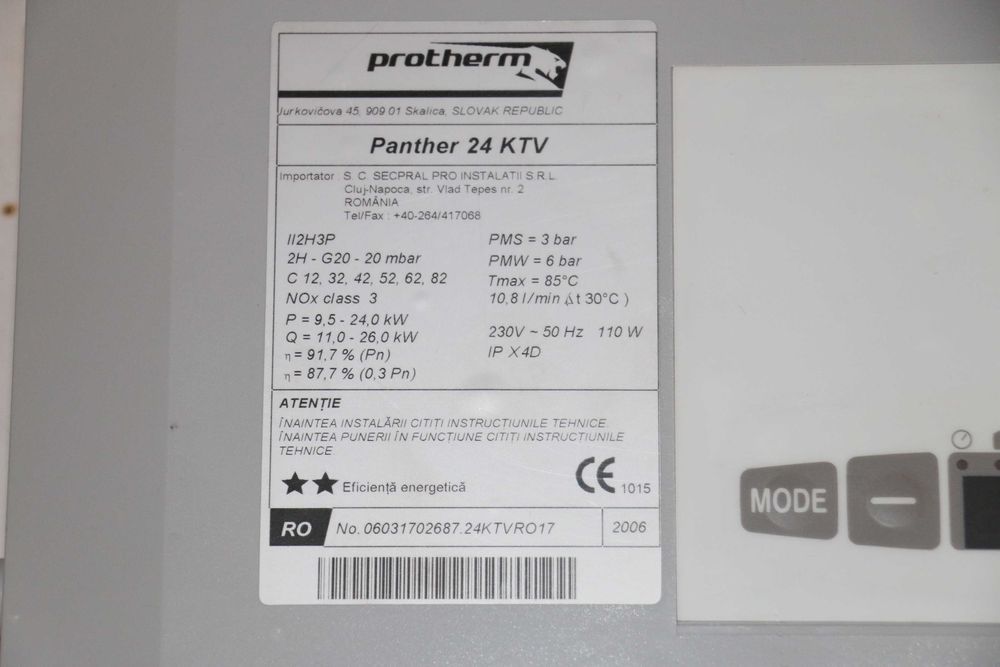 protherm
Jurkovičova 45, 909 01 Skalica, SLOVAK REPUBLIC
Panther 24 KTV
Importator : S. C. SECPRAL PRO INSTALATII S.R.L.
Cluj-Napoca, str. Vlad Tepes nr. 2
ROMÂNIA
Tel/Fax : +40-264/417068
II2H3P
2H - G20 - 20 mbar
C 12, 32, 42, 52, 62, 82
NOx class 3
P = 9,5 - 24,0 kW
Q = 11,0 - 26,0 kW
η = 91,7 % (Pn)
η = 87,7 % (0,3 Pn)
PMS = 3 bar
PMW = 6 bar
Tmax = 85°C
10,8 l/min Δt 30°C )
230V ~ 50 Hz 110 W
IP X4D
ATENȚIE
ÎNAINTEA INSTALĂRII CITIȚI INSTRUCȚIUNILE TEHNICE.
ÎNAINTEA PUNERII ÎN FUNCȚIUNE CITIȚI INSTRUCȚIUNILE
TEHNICE.
Eficiență energetică
CE 1015
RO No. 06031702687.24KTVRO17 2006
MODE